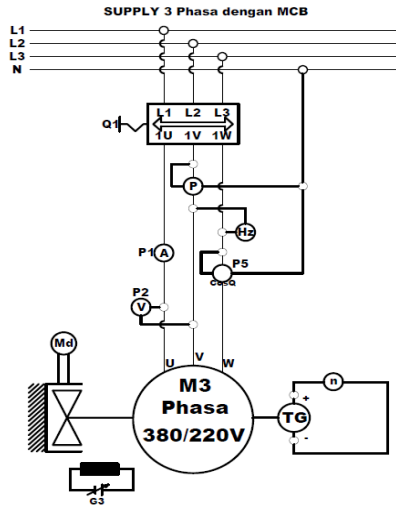 SUPPLY 3 Phasa dengan MCB
L1
L2
L3
N
L1 L2 L3
Q1
1U 1V 1W
P
Hz
P1 A
P5
CosQ
P2
V
U V W
Md
M3
Phasa
380/220V
n
+
TG
-
G3